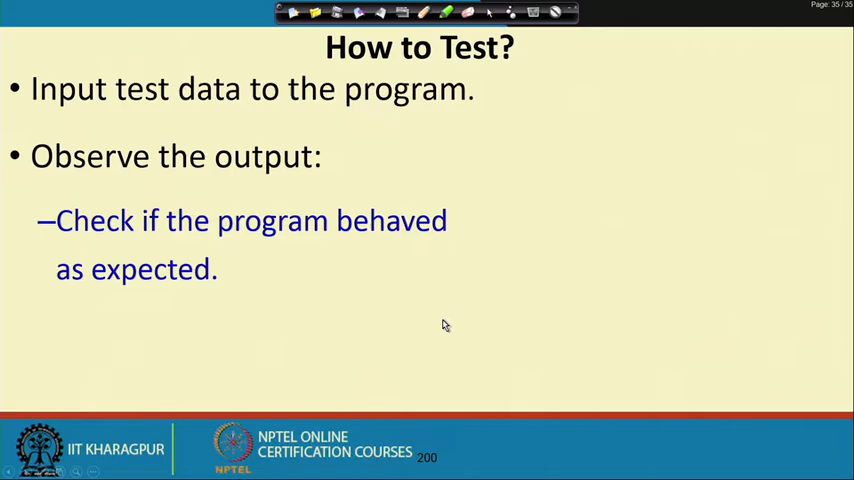 Page: 35 / 35
How to Test?
• Input test data to the program.
• Observe the output:
–Check if the program behaved
as expected.
IIT KHARAGPUR
NPTEL
NPTEL ONLINE
CERTIFICATION COURSES
200